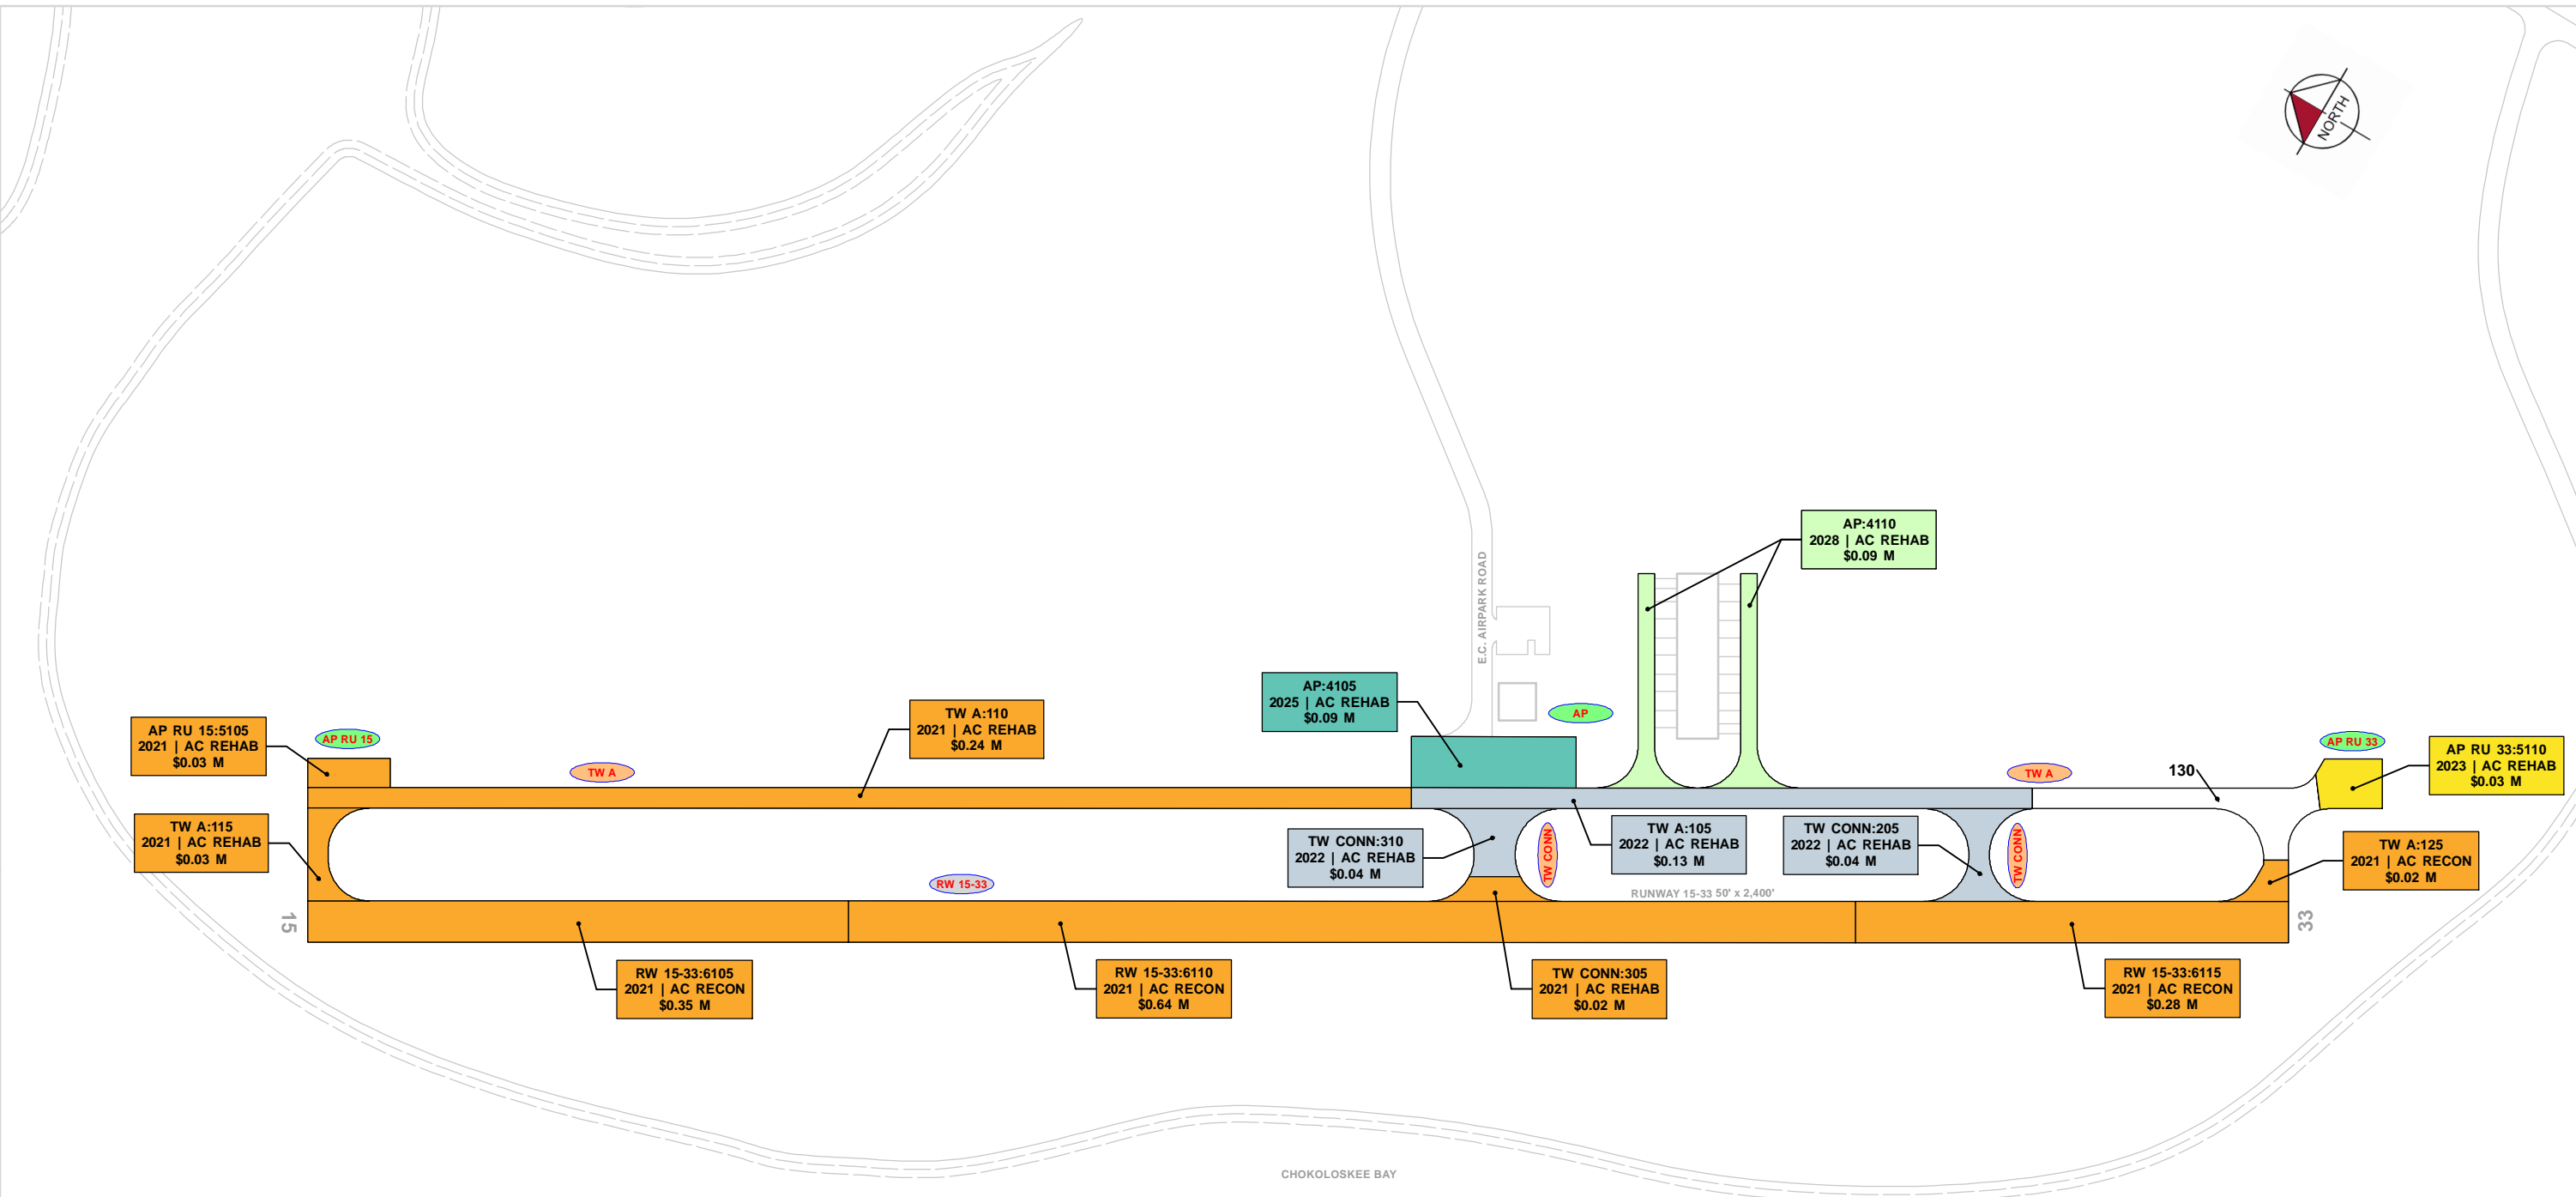 NORTH
E.C. AIRPARK ROAD
AP:4110
2028 | AC REHAB
$0.09 M
AP:4105
2025 | AC REHAB
$0.09 M
AP
TW A:110
2021 | AC REHAB
$0.24 M
AP RU 15:5105
2021 | AC REHAB
$0.03 M
AP RU 15
TW A
TW A
130
AP RU 33
AP RU 33:5110
2023 | AC REHAB
$0.03 M
TW A:115
2021 | AC REHAB
$0.03 M
TW CONN:310
2022 | AC REHAB
$0.04 M
TW CONN
TW A:105
2022 | AC REHAB
$0.13 M
TW CONN:205
2022 | AC REHAB
$0.04 M
TW CONN
TW A:125
2021 | AC RECON
$0.02 M
RW 15-33
RUNWAY 15-33 50' x 2,400'
15
33
RW 15-33:6105
2021 | AC RECON
$0.35 M
RW 15-33:6110
2021 | AC RECON
$0.64 M
TW CONN:305
2021 | AC REHAB
$0.02 M
RW 15-33:6115
2021 | AC RECON
$0.28 M
CHOKOLOSKEE BAY